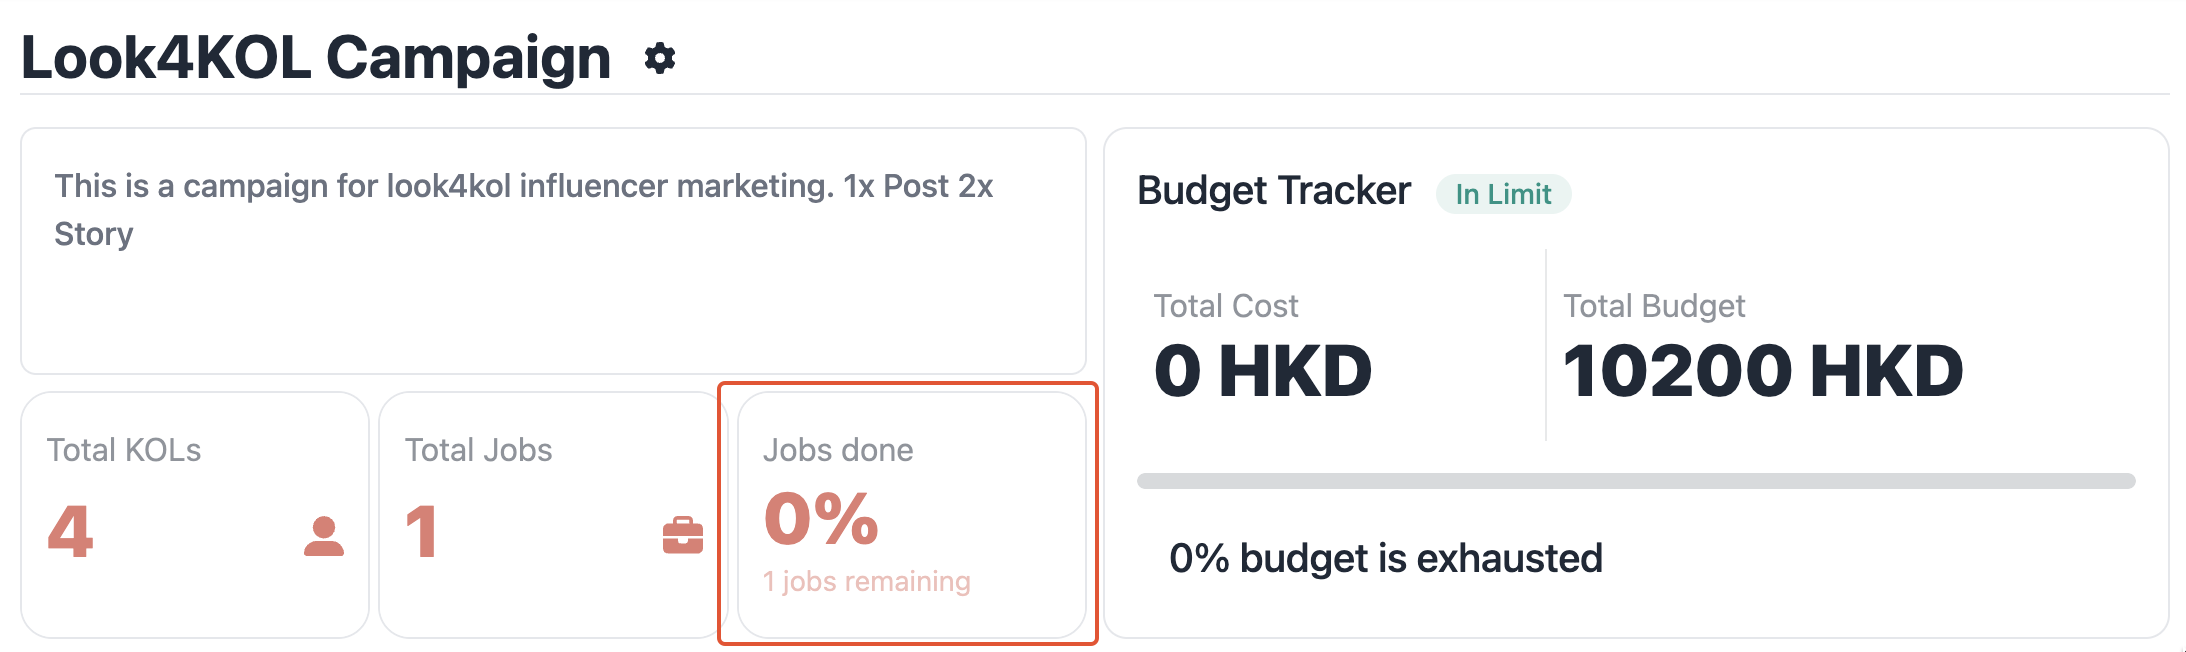 Look4KOL Campaign
This is a campaign for look4kol influencer marketing. 1x Post 2x
Story
Total KOLs
4
Total Jobs
1
Jobs done
0%
1 jobs remaining
Budget Tracker
In Limit
Total Cost
0 HKD
Total Budget
10200 HKD
0% budget is exhausted